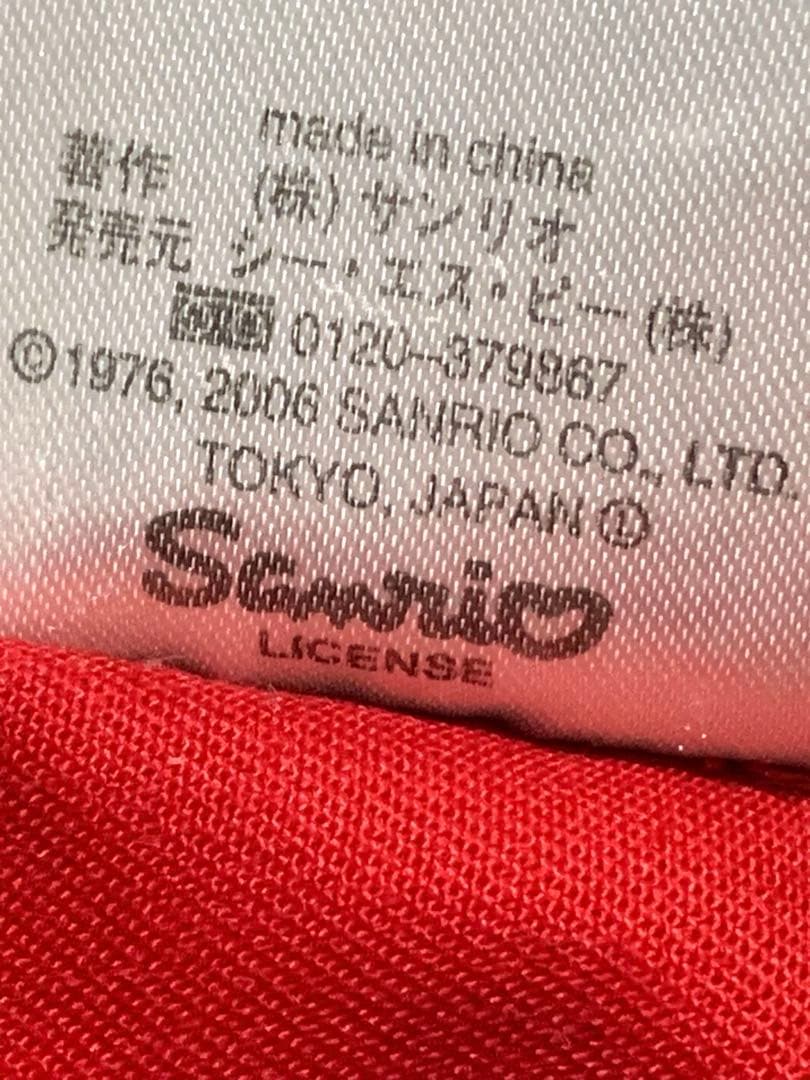 made in china
著作 (株)サンリオ
発売元 シー・エス・ピー(株)
0120-379867
©1976, 2006 SANRIO CO., LTD.
TOKYO, JAPAN Ⓛ
Sanrio
LICENSE